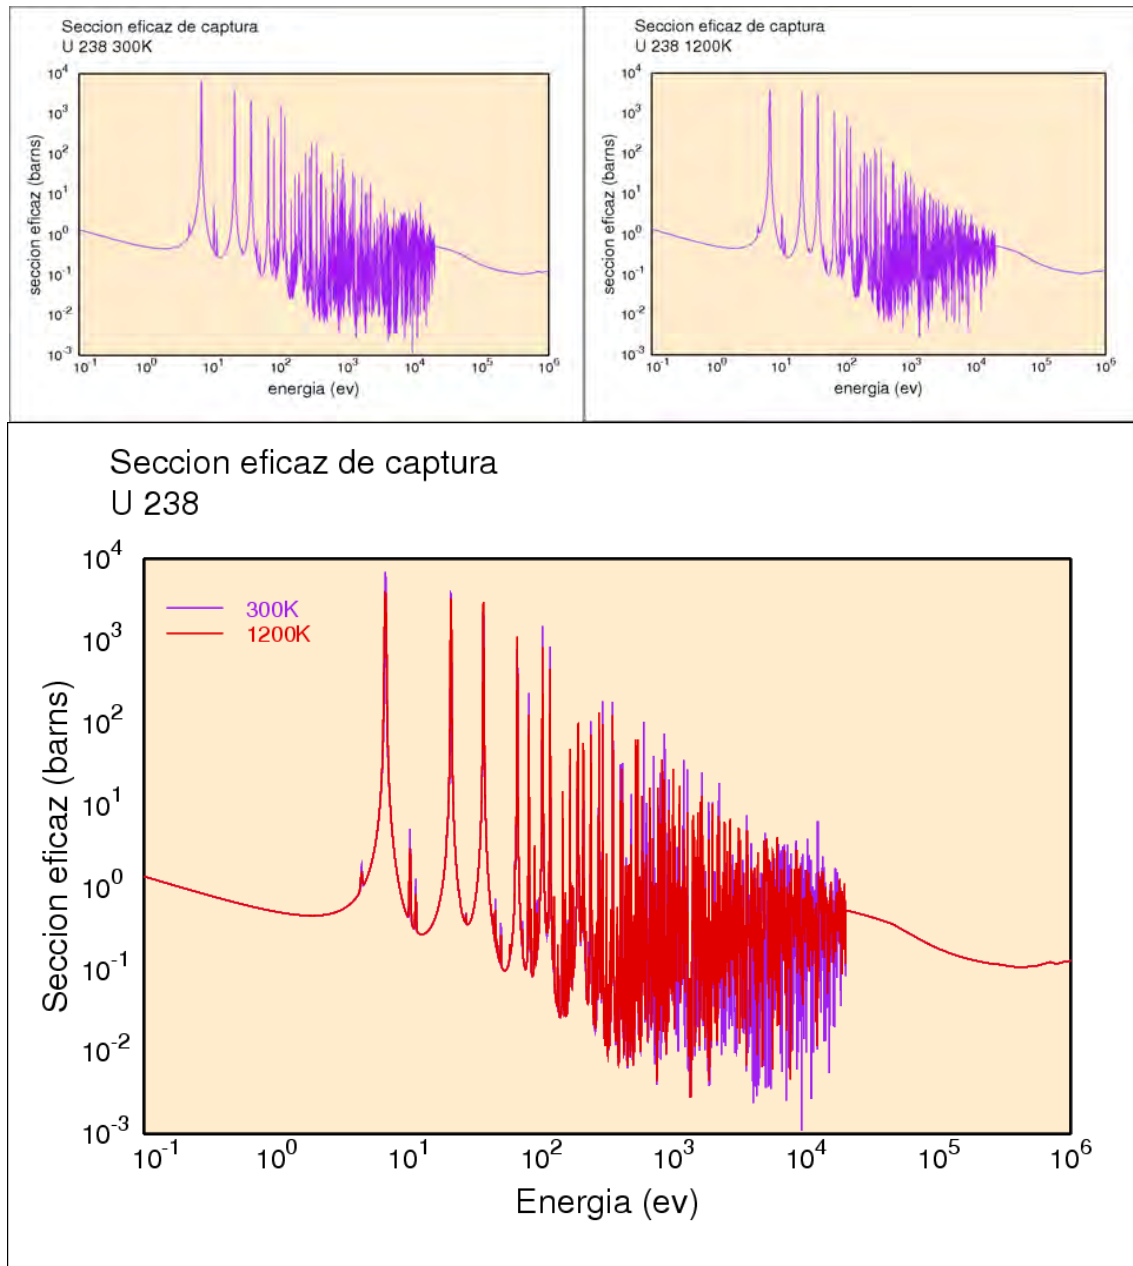 Seccion eficaz de captura
U 238 300K
seccion eficaz (barns)
10^4
10^3
10^2
10^1
10^0
10^-1
10^-2
10^-3
10^-1 10^0 10^1 10^2 10^3 10^4 10^5 10^6
energia (ev)
Seccion eficaz de captura
U 238 1200K
seccion eficaz (barns)
10^4
10^3
10^2
10^1
10^0
10^-1
10^-2
10^-3
10^-1 10^0 10^1 10^2 10^3 10^4 10^5 10^6
energia (ev)
Seccion eficaz de captura
U 238
Seccion eficaz (barns)
10^4
10^3
10^2
10^1
10^0
10^-1
10^-2
10^-3
300K
1200K
10^-1 10^0 10^1 10^2 10^3 10^4 10^5 10^6
Energia (ev)